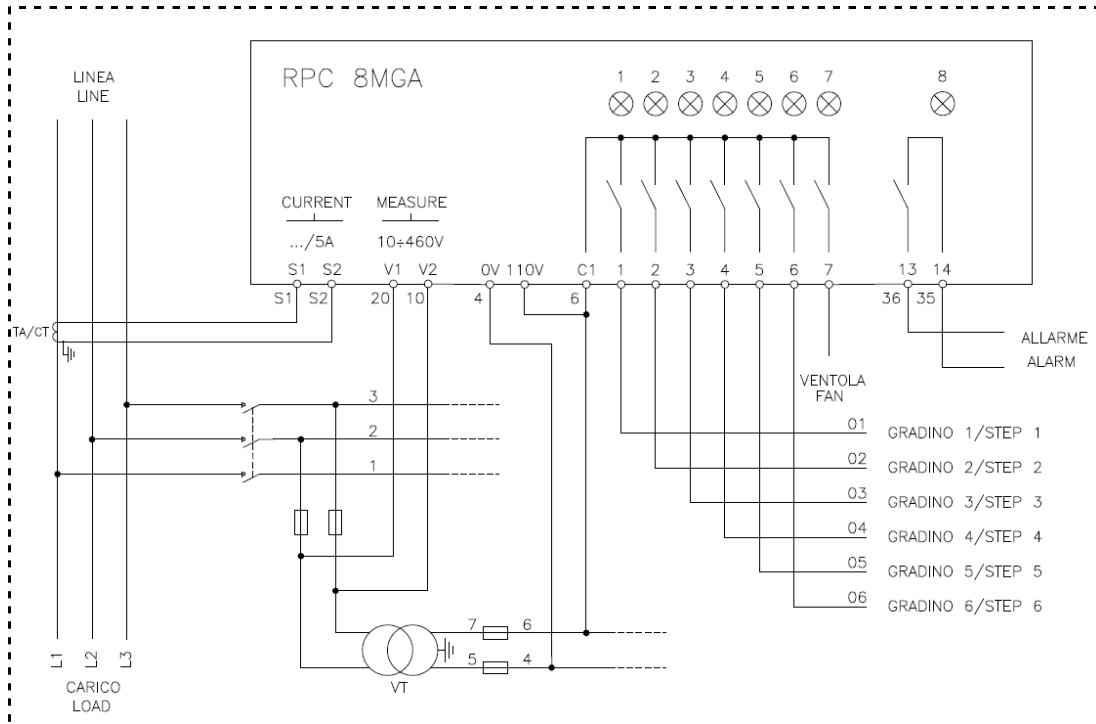 RPC 8MGA
1 2 3 4 5 6 7 8
LINEA
LINE
CURRENT MEASURE
.../5A 10÷460V
S1 S2 V1 V2 0V 110V C1 1 2 3 4 5 6 7 13 14
S1 S2 20 10 4 6 36 35
TA/CT
ALLARME
ALARM
VENTOLA
FAN
3
2
1
01 GRADINO 1/STEP 1
02 GRADINO 2/STEP 2
03 GRADINO 3/STEP 3
04 GRADINO 4/STEP 4
05 GRADINO 5/STEP 5
06 GRADINO 6/STEP 6
7 6
5 4
VT
L1 L2 L3
CARICO
LOAD